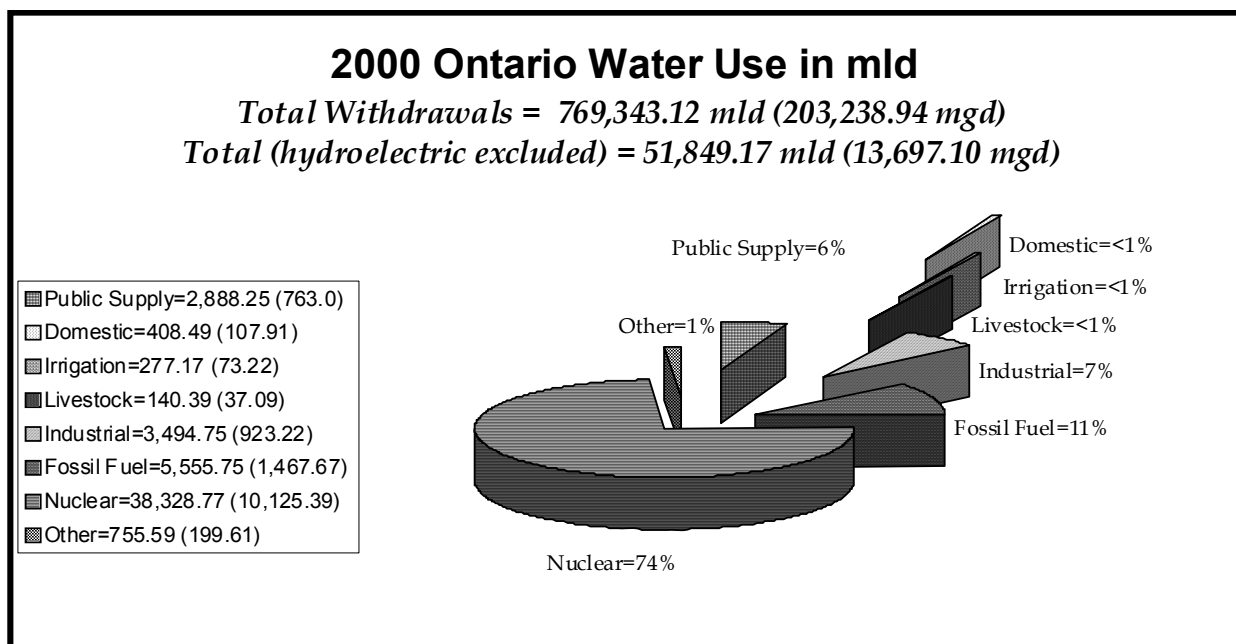 2000 Ontario Water Use in mld
Total Withdrawals = 769,343.12 mld (203,238.94 mgd)
Total (hydroelectric excluded) = 51,849.17 mld (13,697.10 mgd)
Public Supply=2,888.25 (763.0)
Domestic=408.49 (107.91)
Irrigation=277.17 (73.22)
Livestock=140.39 (37.09)
Industrial=3,494.75 (923.22)
Fossil Fuel=5,555.75 (1,467.67)
Nuclear=38,328.77 (10,125.39)
Other=755.59 (199.61)
Public Supply=6%
Domestic=<1%
Irrigation=<1%
Livestock=<1%
Other=1%
Industrial=7%
Fossil Fuel=11%
Nuclear=74%